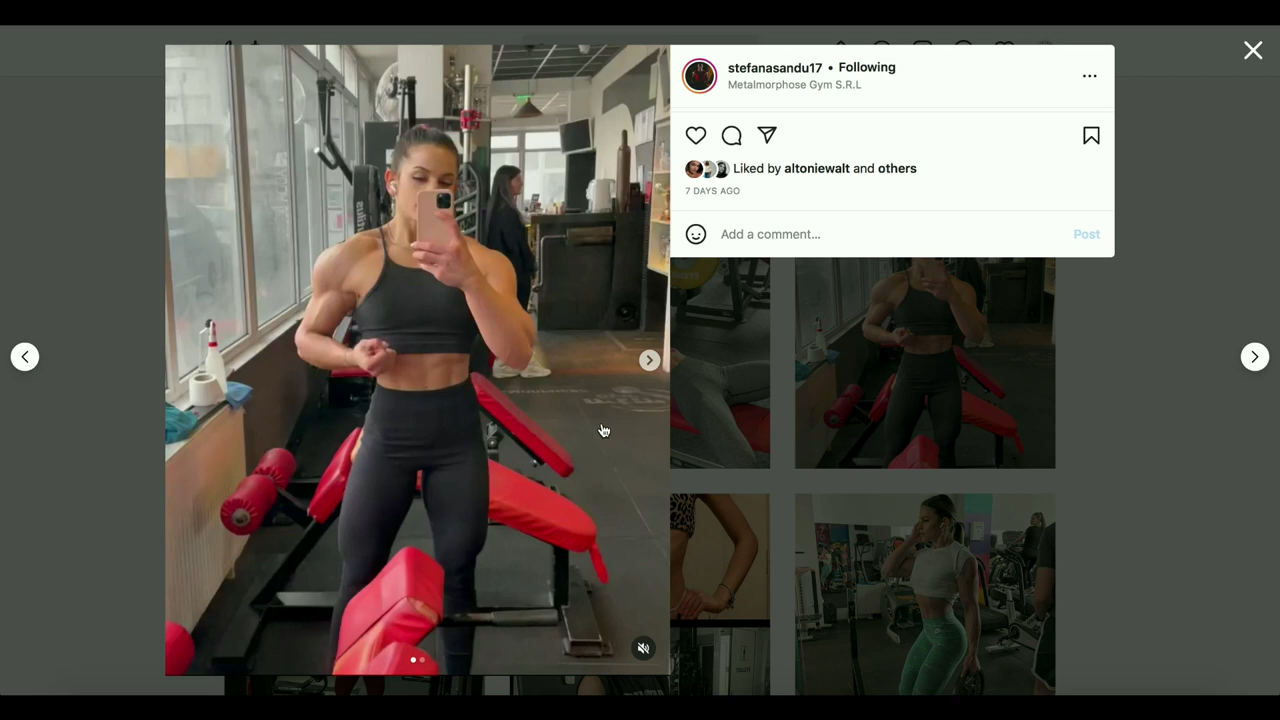 stefanasandu17 • Following
Metalmorphose Gym S.R.L
Liked by altoniewalt and others
7 DAYS AGO
Add a comment...
Post